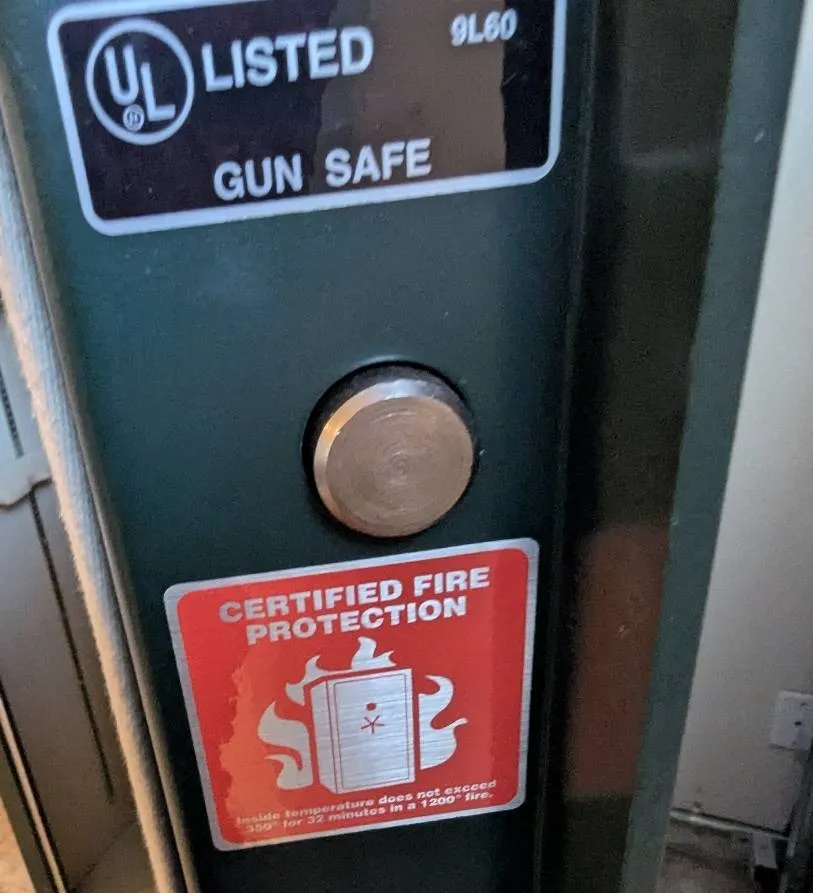 UL LISTED 9L60
GUN SAFE
CERTIFIED FIRE
PROTECTION
Inside temperature does not exceed
350° for 32 minutes in a 1200° fire.